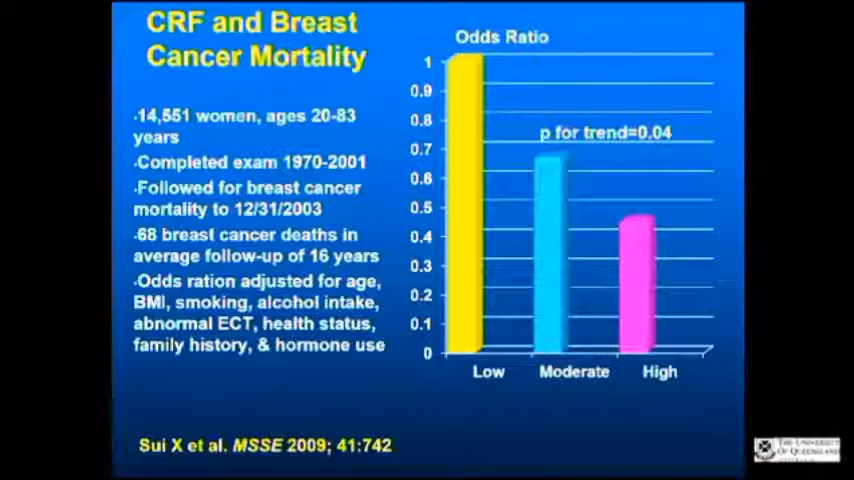 CRF and Breast
Cancer Mortality
·14,551 women, ages 20-83
years
·Completed exam 1970-2001
·Followed for breast cancer
mortality to 12/31/2003
·68 breast cancer deaths in
average follow-up of 16 years
·Odds ration adjusted for age,
BMI, smoking, alcohol intake,
abnormal ECT, health status,
family history, & hormone use
Sui X et al. MSSE 2009; 41:742
Odds Ratio
1
0.9
0.8
0.7
0.6
0.5
0.4
0.3
0.2
0.1
0
p for trend=0.04
Low Moderate High
THE UNIVERSITY
OF QUEENSLAND